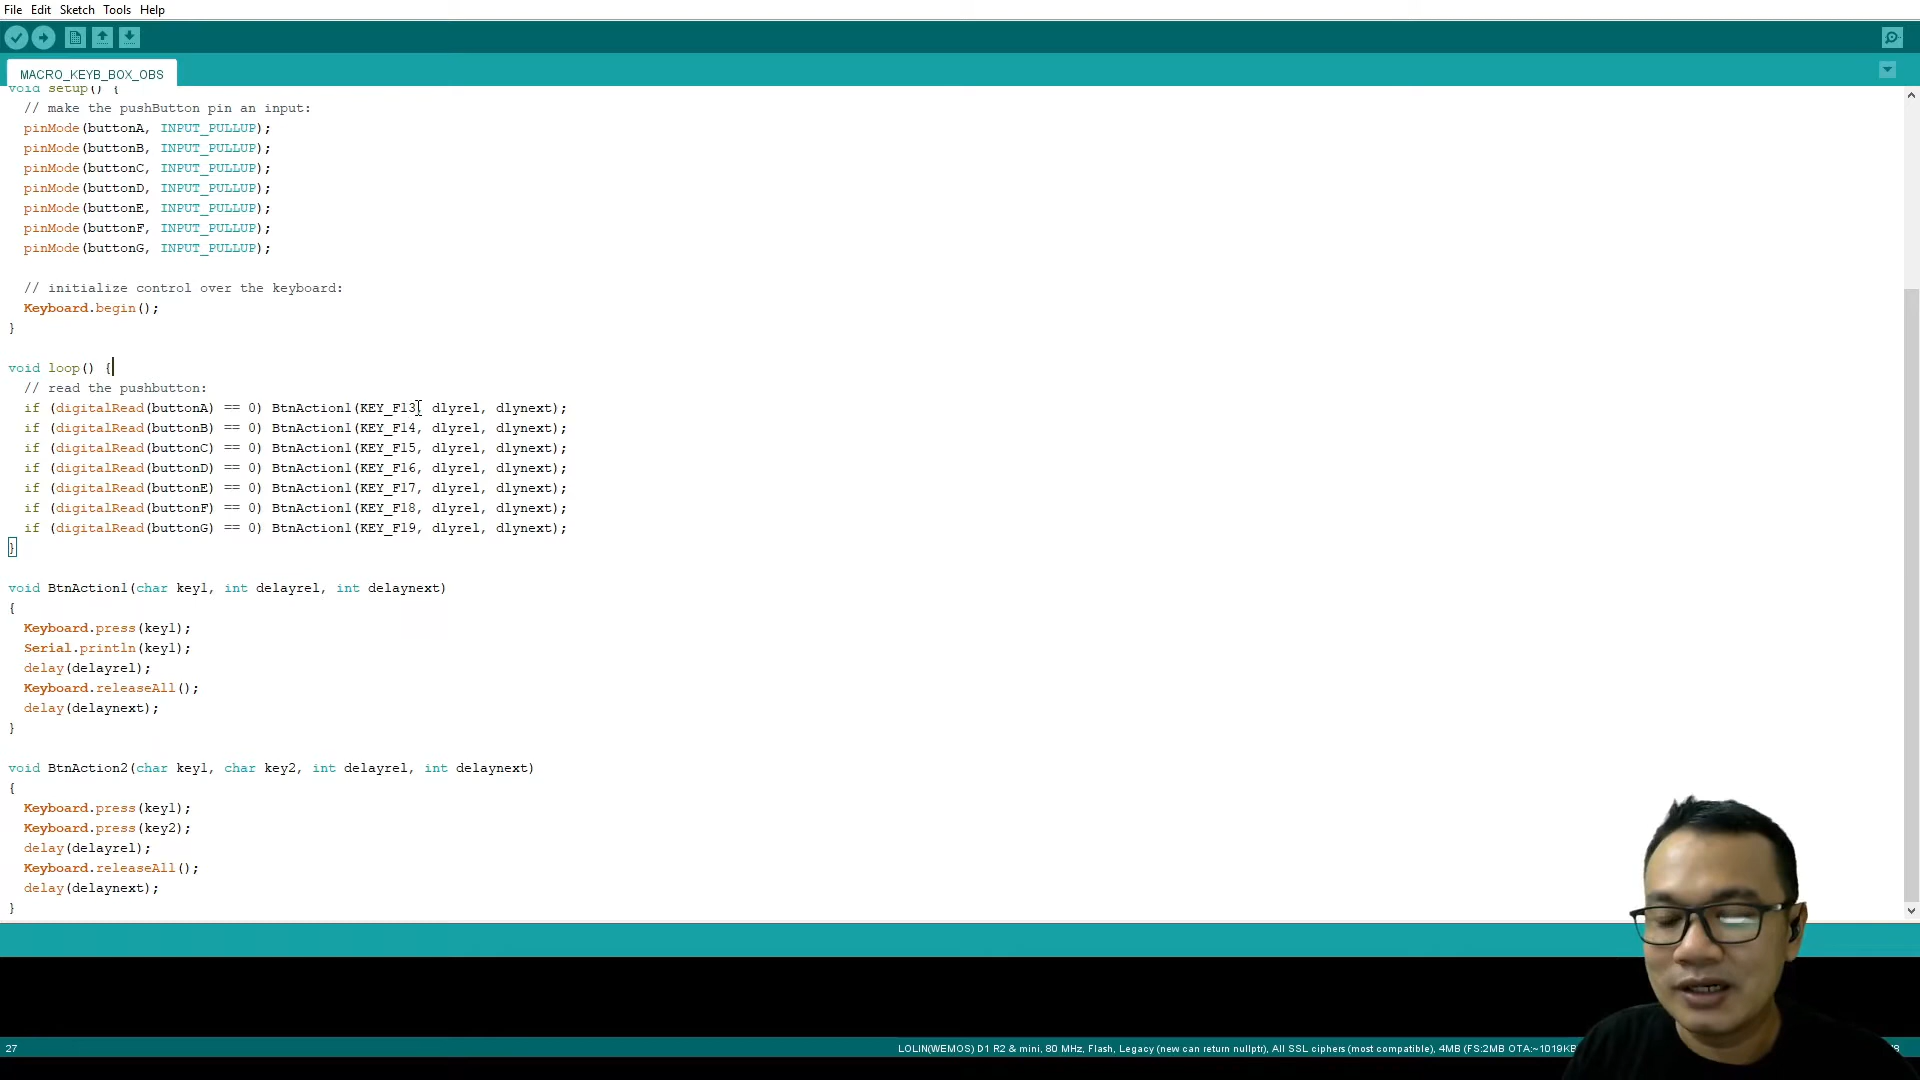 File Edit Sketch Tools Help
MACRO_KEYB_BOX_OBS
void setup() {
// make the pushButton pin an input:
pinMode(buttonA, INPUT_PULLUP);
pinMode(buttonB, INPUT_PULLUP);
pinMode(buttonC, INPUT_PULLUP);
pinMode(buttonD, INPUT_PULLUP);
pinMode(buttonE, INPUT_PULLUP);
pinMode(buttonF, INPUT_PULLUP);
pinMode(buttonG, INPUT_PULLUP);
// initialize control over the keyboard:
Keyboard.begin();
}
void loop() {
// read the pushbutton:
if (digitalRead(buttonA) == 0) BtnAction1(KEY_F13, dlyrel, dlynext);
if (digitalRead(buttonB) == 0) BtnAction1(KEY_F14, dlyrel, dlynext);
if (digitalRead(buttonC) == 0) BtnAction1(KEY_F15, dlyrel, dlynext);
if (digitalRead(buttonD) == 0) BtnAction1(KEY_F16, dlyrel, dlynext);
if (digitalRead(buttonE) == 0) BtnAction1(KEY_F17, dlyrel, dlynext);
if (digitalRead(buttonF) == 0) BtnAction1(KEY_F18, dlyrel, dlynext);
if (digitalRead(buttonG) == 0) BtnAction1(KEY_F19, dlyrel, dlynext);
}
void BtnAction1(char key1, int delayrel, int delaynext)
{
Keyboard.press(key1);
Serial.println(key1);
delay(delayrel);
Keyboard.releaseAll();
delay(delaynext);
}
void BtnAction2(char key1, char key2, int delayrel, int delaynext)
{
Keyboard.press(key1);
Keyboard.press(key2);
delay(delayrel);
Keyboard.releaseAll();
delay(delaynext);
}
27 LOLIN(WEMOS) D1 R2 & mini, 80 MHz, Flash, Legacy (new can return nullptr), All SSL ciphers (most compatible), 4MB (FS:2MB OTA:~1019KB